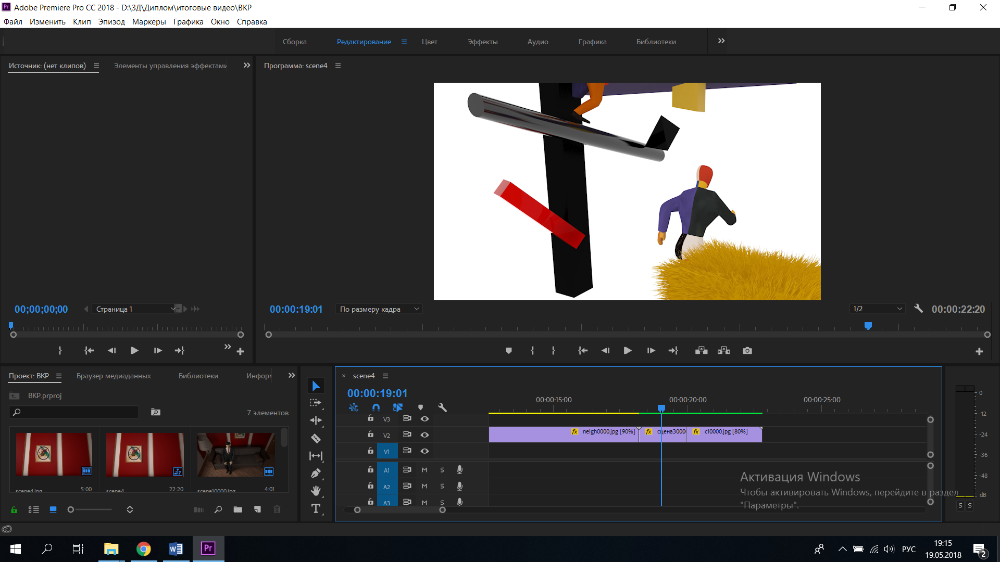 Adobe Premiere Pro CC 2018 - D:\3Д\Диплом\итоговые видео\ВКР
Файл Изменить Клип Эпизод Маркеры Графика Окно Справка
Сборка Редактирование Цвет Эффекты Аудио Графика Библиотеки
Источник: (нет клипов) Элементы управления эффектами
Программа: scene4
00;00;00;00 Страница 1
00:00:19:01 По размеру кадра 1/2 00:00:22:20
Проект: ВКР Браузер медиаданных Библиотеки
ВКР.prproj
7 элементов
scene4.jpg 5:00
scene4 22:20
scene10000.jpg 4:01
× scene4
00:00:19:01
00:00:15:00 00:00:20:00 00:00:25:00
V3
V2 fx neigh0000.jpg [90%] fx сцена3000 fx c10000.jpg [80%]
V1
A1 M S
A2 M S
A3 M S
0
-12
-24
-36
-48
dB
S S
Активация Windows
Чтобы активировать Windows, перейдите в раздел
"Параметры".
Pr
РУС
19:15
19.05.2018
2